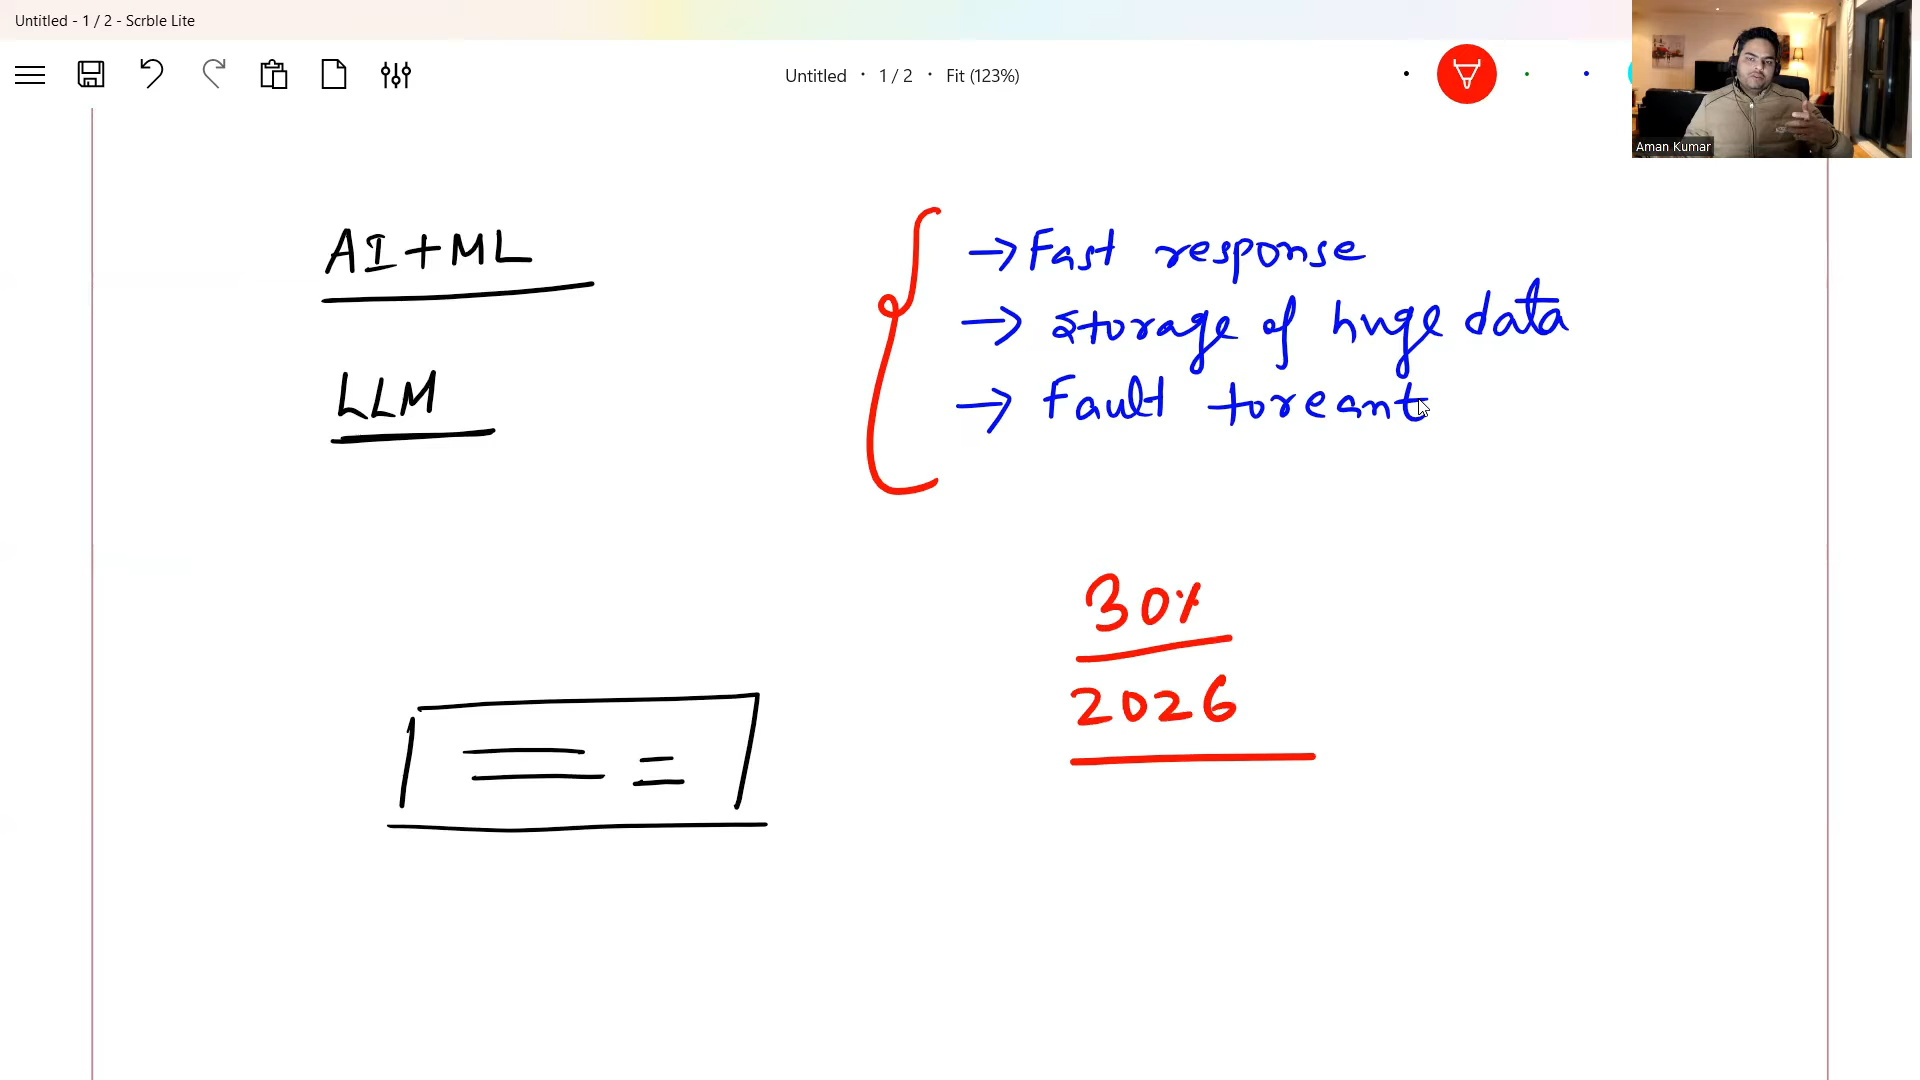 Untitled - 1 / 2 - Scrble Lite
Untitled • 1 / 2 • Fit (123%)
Aman Kumar
AI+ML
LLM
→ Fast response
→ storage of huge data
→ Fault toreant
30%
2026